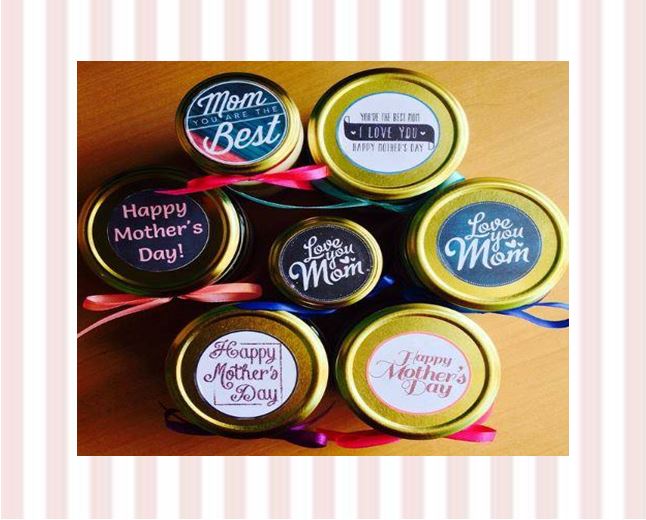 Mom
YOU ARE THE
Best
YOU'RE THE BEST MOM
I LOVE YOU
HAPPY MOTHER'S DAY
Happy
Mother's
Day!
Love
you
Mom
Love
you
Mom
Happy
Mother's
Day
Happy
Mother's
Day